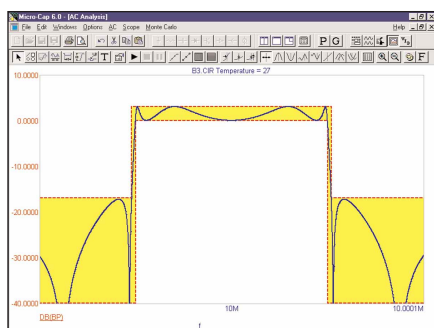 Micro-Cap 6.0 - [AC Analysis]
File Edit Windows Options AC Scope Monte Carlo Help
P G
T F
B3.CIR Temperature = 27
10.0000
0.0000
-10.0000
-20.0000
-30.0000
-40.0000
10M 10.0001M
DB(BP)
f